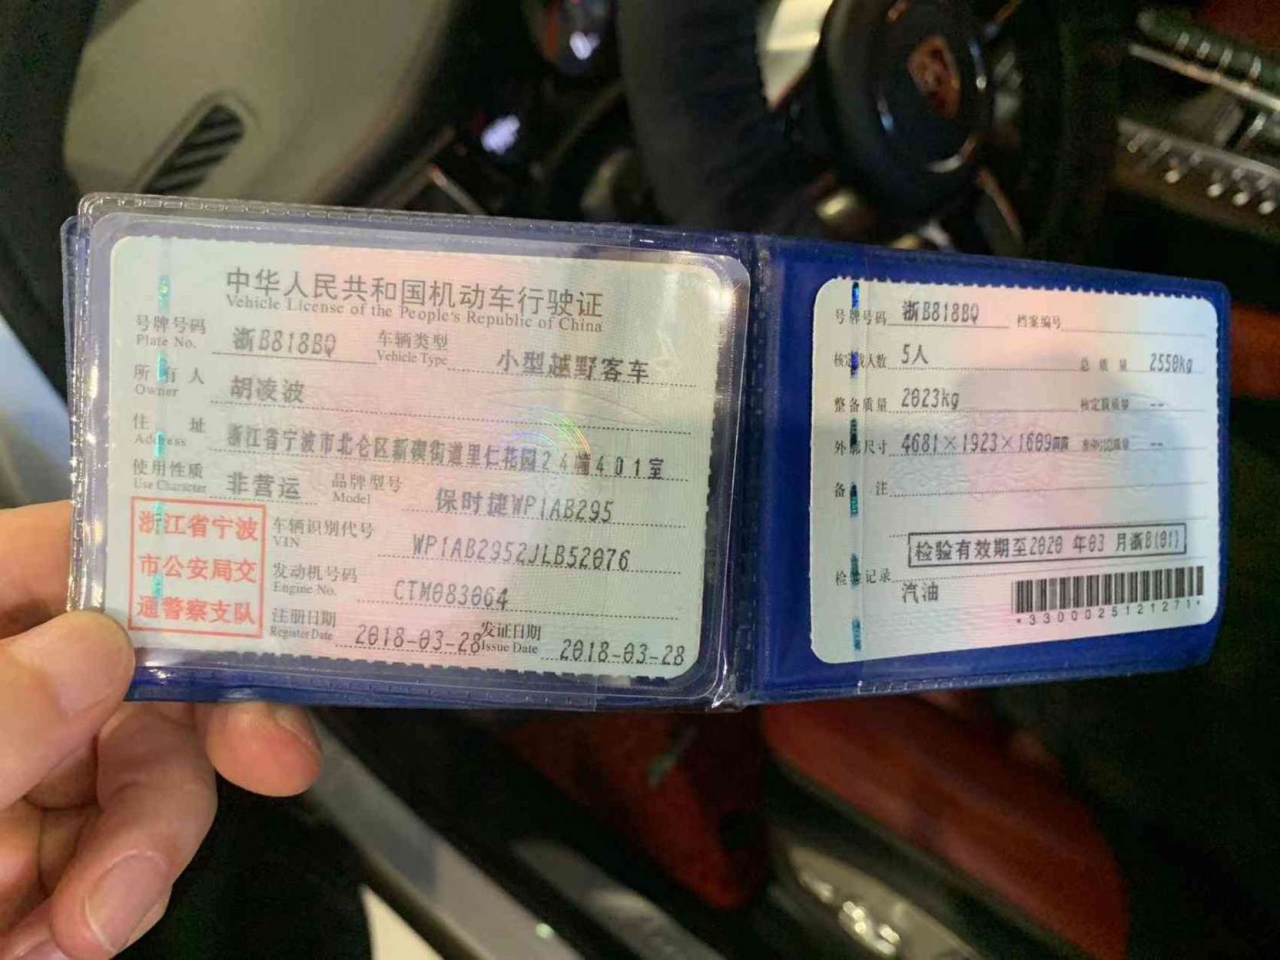 中华人民共和国机动车行驶证
Vehicle License of the People's Republic of China
号牌号码 浙B818BQ 车辆类型 小型越野客车
Plate No. Vehicle Type
所有人 胡凌波
Owner
住址 浙江省宁波市北仑区新碶街道里仁花园24幢401室
Address
使用性质 非营运 品牌型号 保时捷WP1AB295
Use Character Model
车辆识别代号 WP1AB2952JLB52076
VIN
发动机号码 CTM083064
Engine No.
注册日期 2018-03-28 发证日期 2018-03-28
Register Date Issue Date
浙江省宁波
市公安局交
通警察支队
号牌号码 浙B818BQ 档案编号
核定载人数 5人 总质量 2550kg
整备质量 2023kg 核定载质量 --
外廓尺寸 4681×1923×1609mm 准牵引总质量 --
备注
检验有效期至2020年03月浙B(01)
检验记录
汽油
*3300025121271*